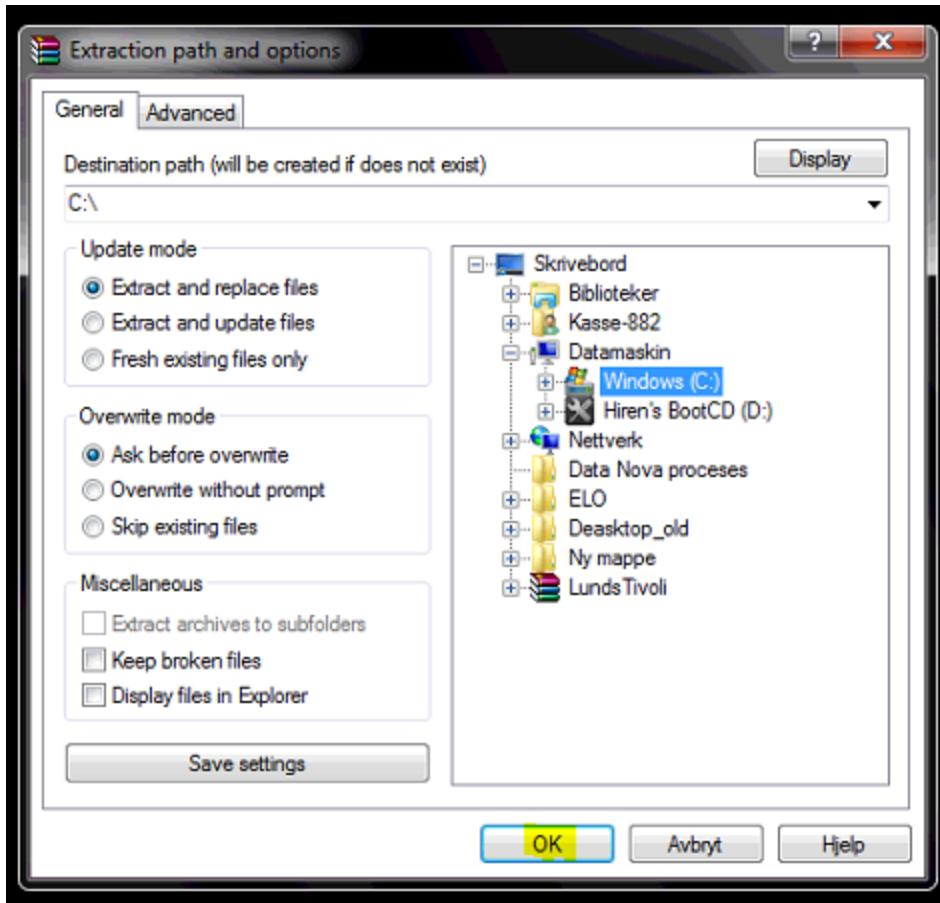 Extraction path and options
General
Advanced
Destination path (will be created if does not exist)
Display
C:\
Update mode
Extract and replace files
Extract and update files
Fresh existing files only
Overwrite mode
Ask before overwrite
Overwrite without prompt
Skip existing files
Miscellaneous
Extract archives to subfolders
Keep broken files
Display files in Explorer
Save settings
Skrivebord
Biblioteker
Kasse-882
Datamaskin
Windows (C:)
Hiren's BootCD (D:)
Nettverk
Data Nova proceses
ELO
Deasktop_old
Ny mappe
LundsTivoli
OK
Avbryt
Hjelp